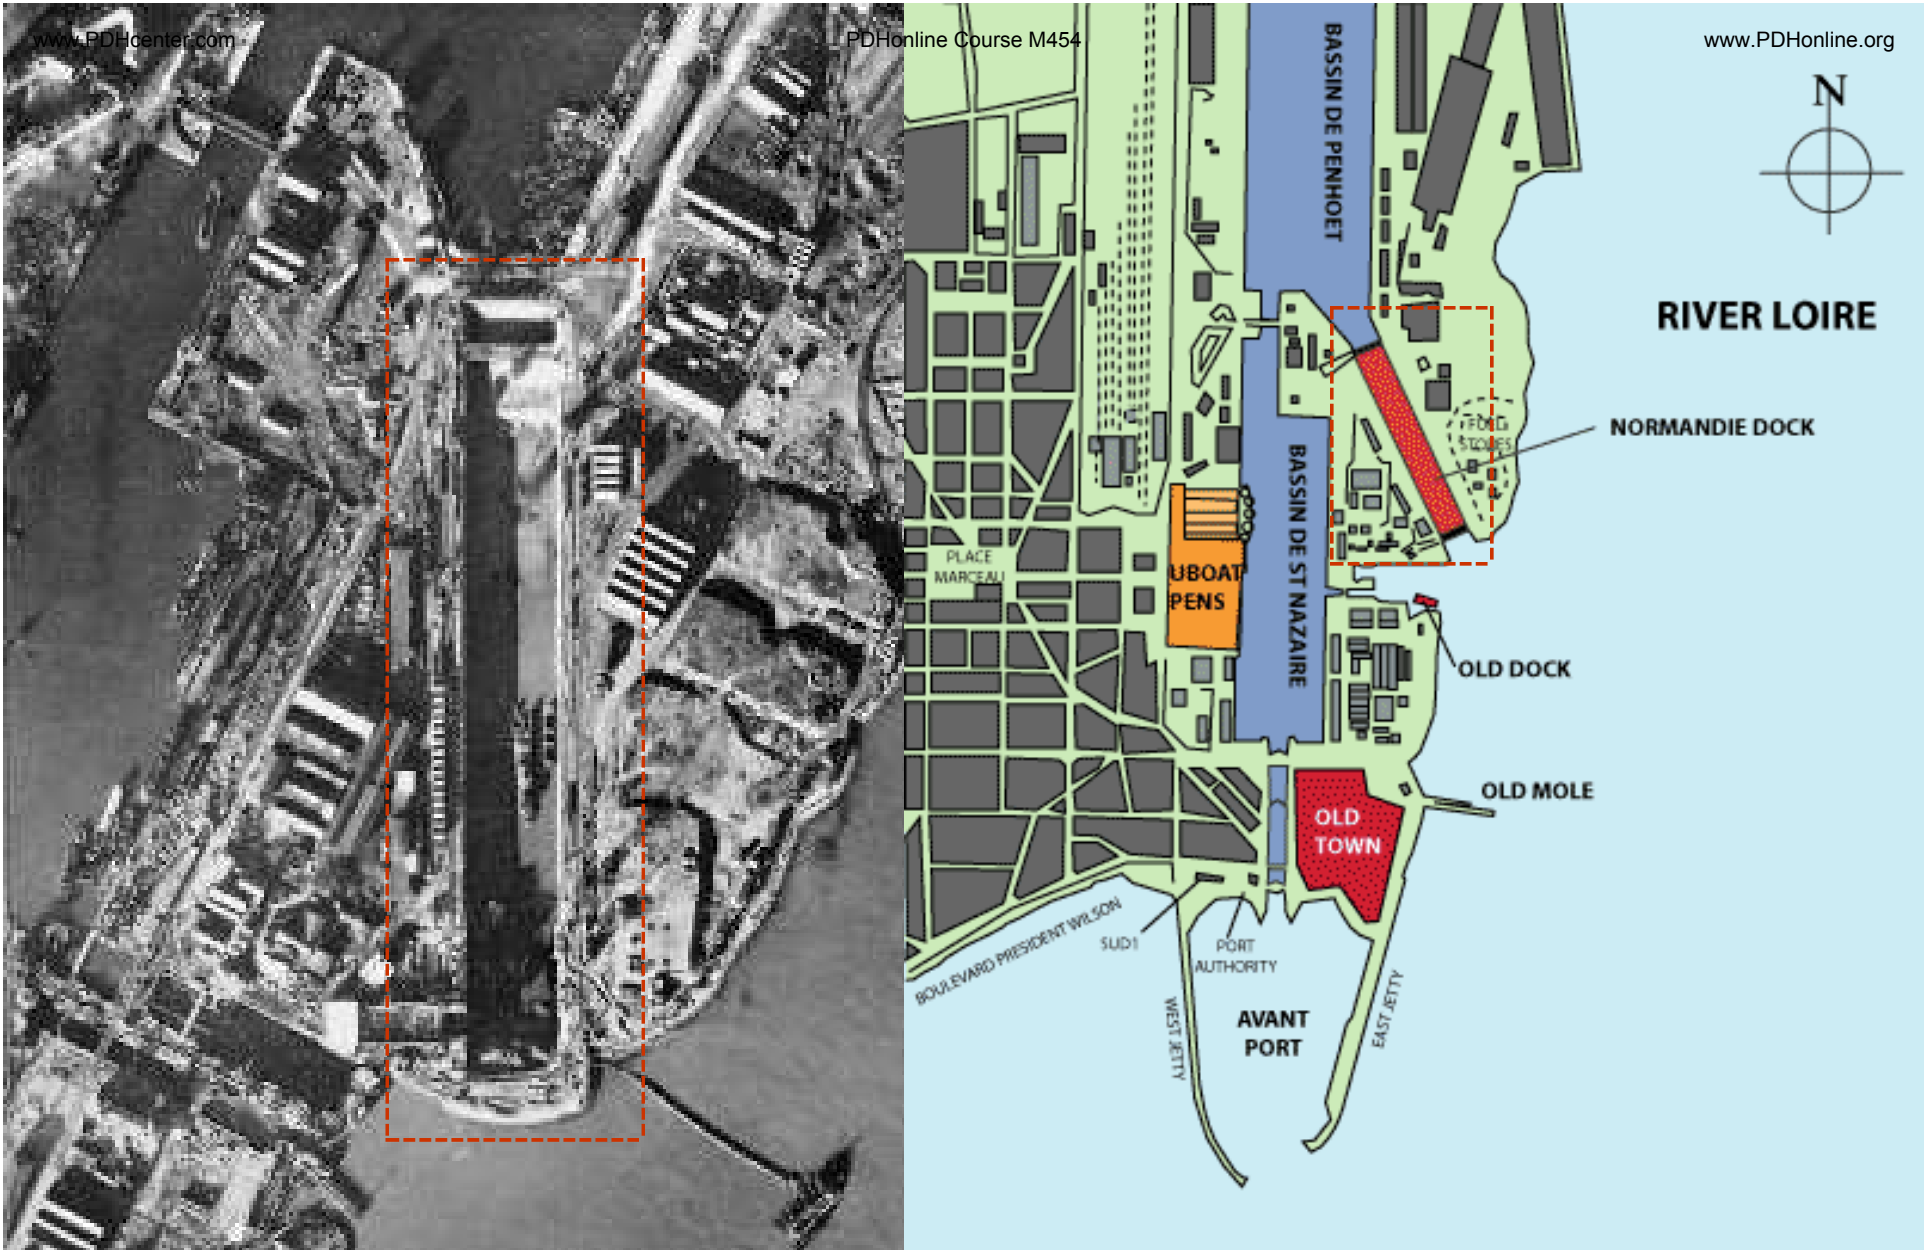 www.PDHcenter.com
PDHonline Course M454
www.PDHonline.org
N
BASSIN DE PENHOET
RIVER LOIRE
NORMANDIE DOCK
FUEL
STORES
BASSIN DE ST NAZAIRE
PLACE
MARCEAU
UBOAT
PENS
OLD DOCK
OLD MOLE
OLD
TOWN
BOULEVARD PRESIDENT WILSON
SUD1
PORT
AUTHORITY
WEST JETTY
AVANT
PORT
EAST JETTY